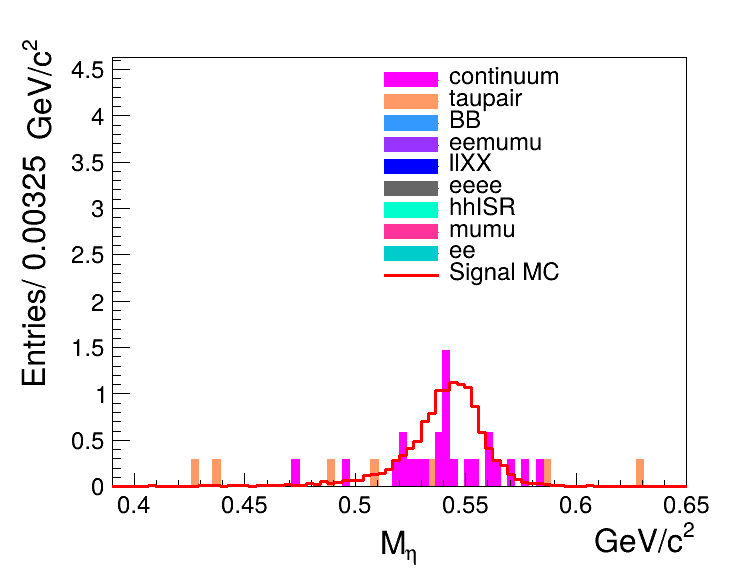 Entries/ 0.00325 GeV/c²
4.5
4
3.5
3
2.5
2
1.5
1
0.5
0
continuum
taupair
BB
eemumu
llXX
eeee
hhISR
mumu
ee
Signal MC
0.4 0.45 0.5 0.55 0.6 0.65
M_η GeV/c²